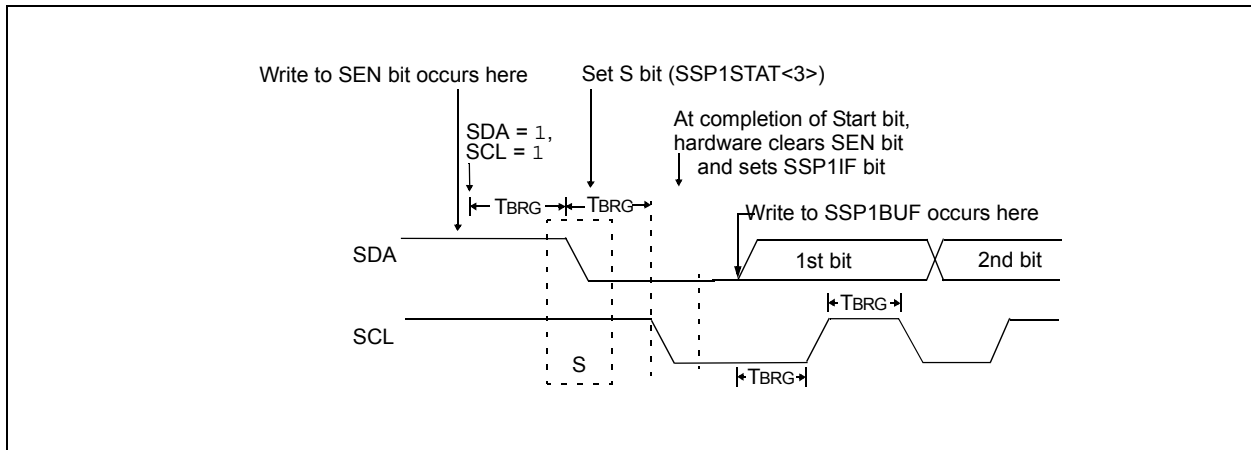 Write to SEN bit occurs here
Set S bit (SSP1STAT<3>)
SDA = 1,
SCL = 1
At completion of Start bit,
hardware clears SEN bit
and sets SSP1IF bit
TBRG
TBRG
Write to SSP1BUF occurs here
SDA
1st bit
2nd bit
TBRG
SCL
S
TBRG